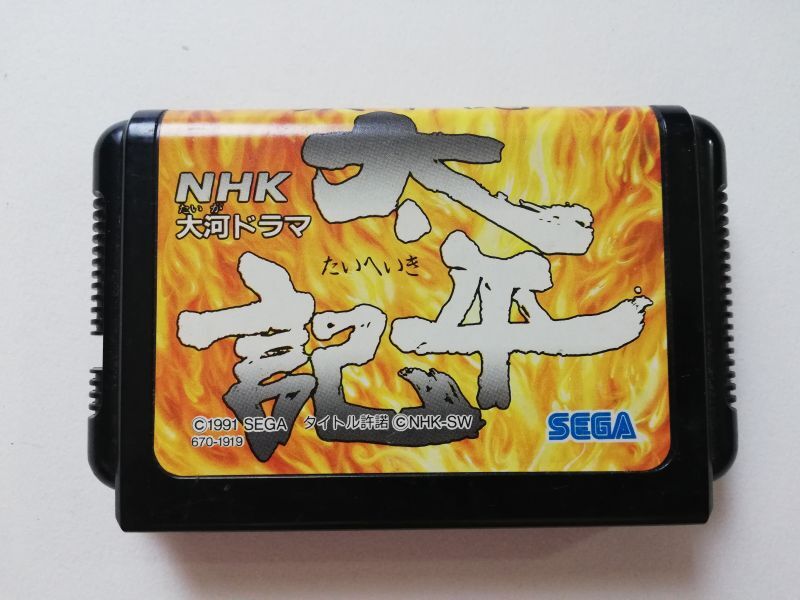 NHK
たいが
大河ドラマ
太平記
たいへいき
©1991 SEGA タイトル許諾 ©NHK-SW
670-1919
SEGA